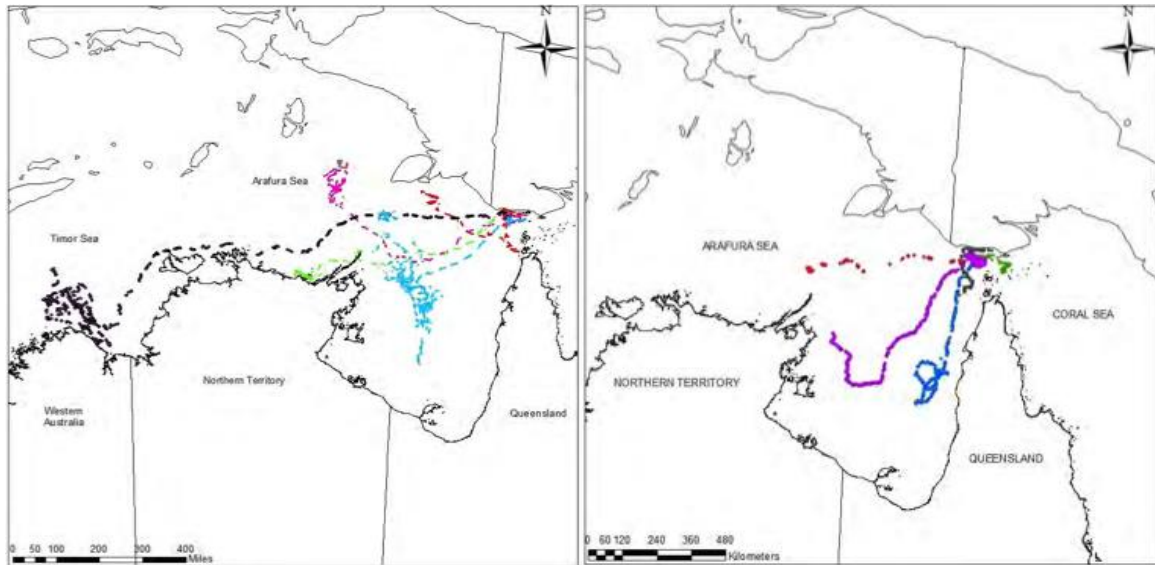 N
Arafura Sea
Timor Sea
Northern Territory
Western
Australia
Queensland
0 50 100 200 300 400
Miles
N
ARAFURA SEA
CORAL SEA
NORTHERN TERRITORY
QUEENSLAND
0 60 120 240 360 480
Kilometers